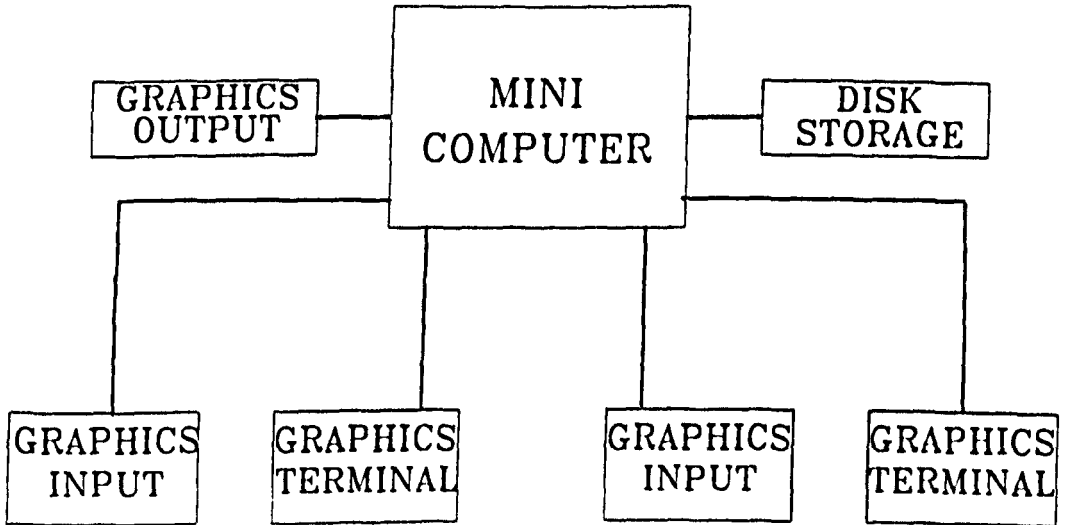 MINI
COMPUTER
GRAPHICS
OUTPUT
DISK
STORAGE
GRAPHICS
INPUT
GRAPHICS
TERMINAL
GRAPHICS
INPUT
GRAPHICS
TERMINAL